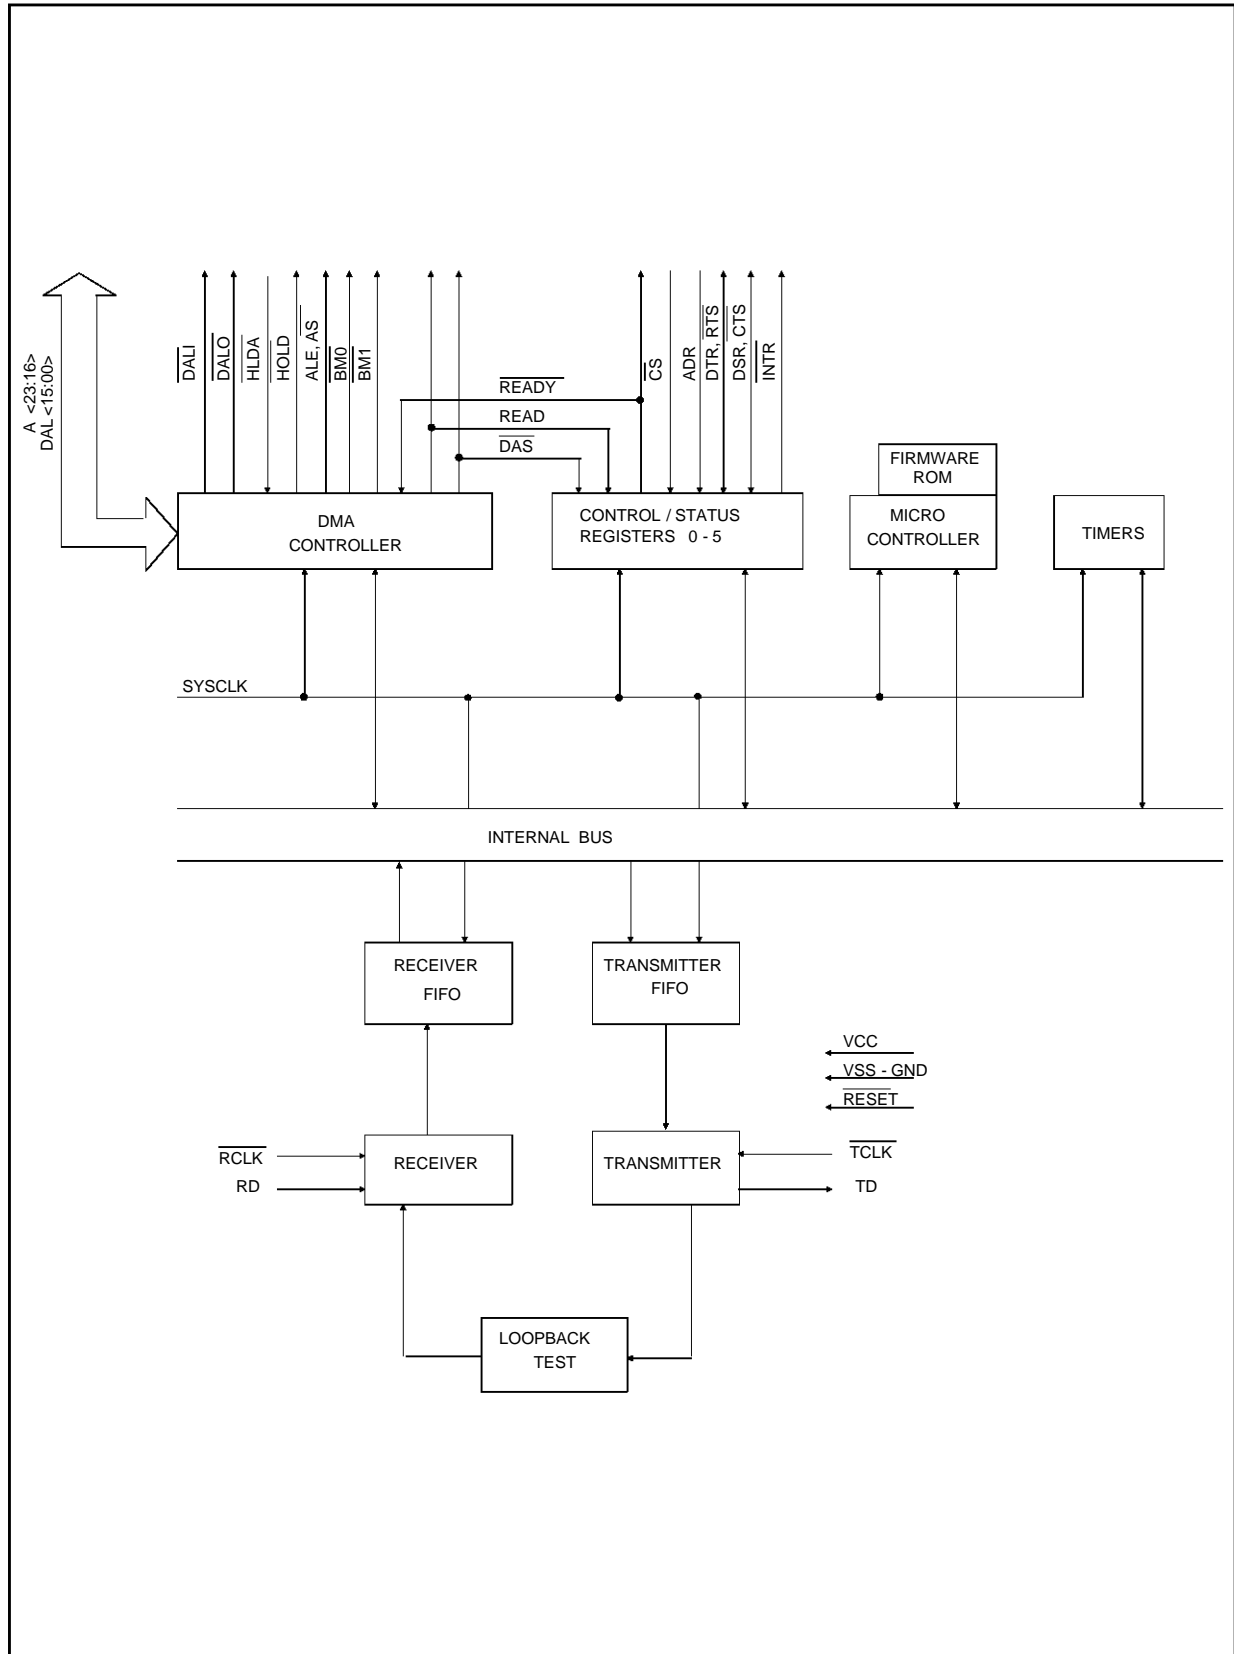 A <23:16>
DAL <15:00>
DALI
DALO
HLDA
HOLD
ALE, AS
BM0
BM1
READY
READ
DAS
CS
ADR
DTR, RTS
DSR, CTS
INTR
DMA
CONTROLLER
CONTROL / STATUS
REGISTERS 0 - 5
FIRMWARE
ROM
MICRO
CONTROLLER
TIMERS
SYSCLK
INTERNAL BUS
RECEIVER
FIFO
TRANSMITTER
FIFO
VCC
VSS - GND
RESET
RCLK
RD
RECEIVER
TRANSMITTER
TCLK
TD
LOOPBACK
TEST